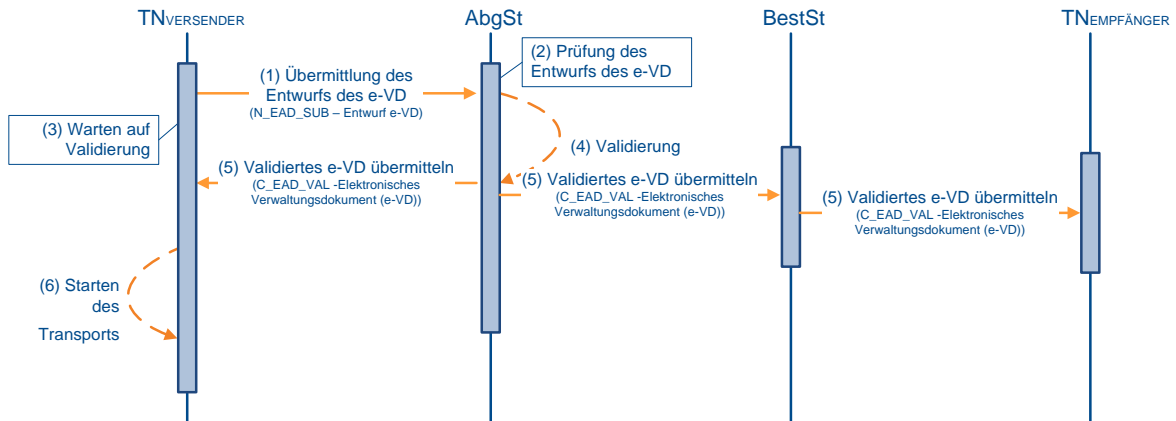 TNVERSENDER
AbgSt
BestSt
TNEMPFÄNGER
(1) Übermittlung des
Entwurfs des e-VD
(N_EAD_SUB – Entwurf e-VD)
(2) Prüfung des
Entwurfs des e-VD
(3) Warten auf
Validierung
(4) Validierung
(5) Validiertes e-VD übermitteln
(C_EAD_VAL -Elektronisches
Verwaltungsdokument (e-VD))
(5) Validiertes e-VD übermitteln
(C_EAD_VAL -Elektronisches
Verwaltungsdokument (e-VD))
(5) Validiertes e-VD übermitteln
(C_EAD_VAL -Elektronisches
Verwaltungsdokument (e-VD))
(6) Starten
des
Transports